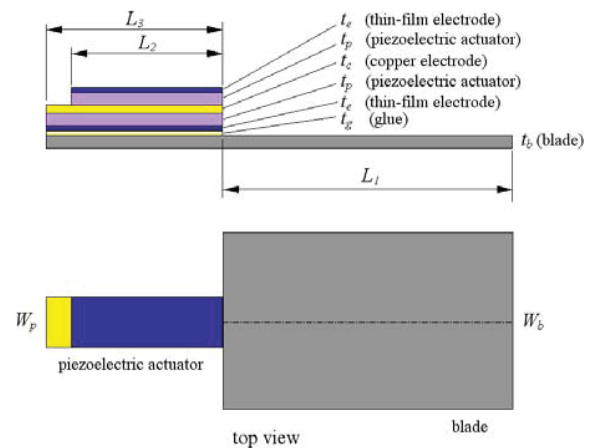 L3
L2
te (thin-film electrode)
tp (piezoelectric actuator)
tc (copper electrode)
tp (piezoelectric actuator)
te (thin-film electrode)
tg (glue)
tb (blade)
L1
Wp
Wb
piezoelectric actuator
blade
top view